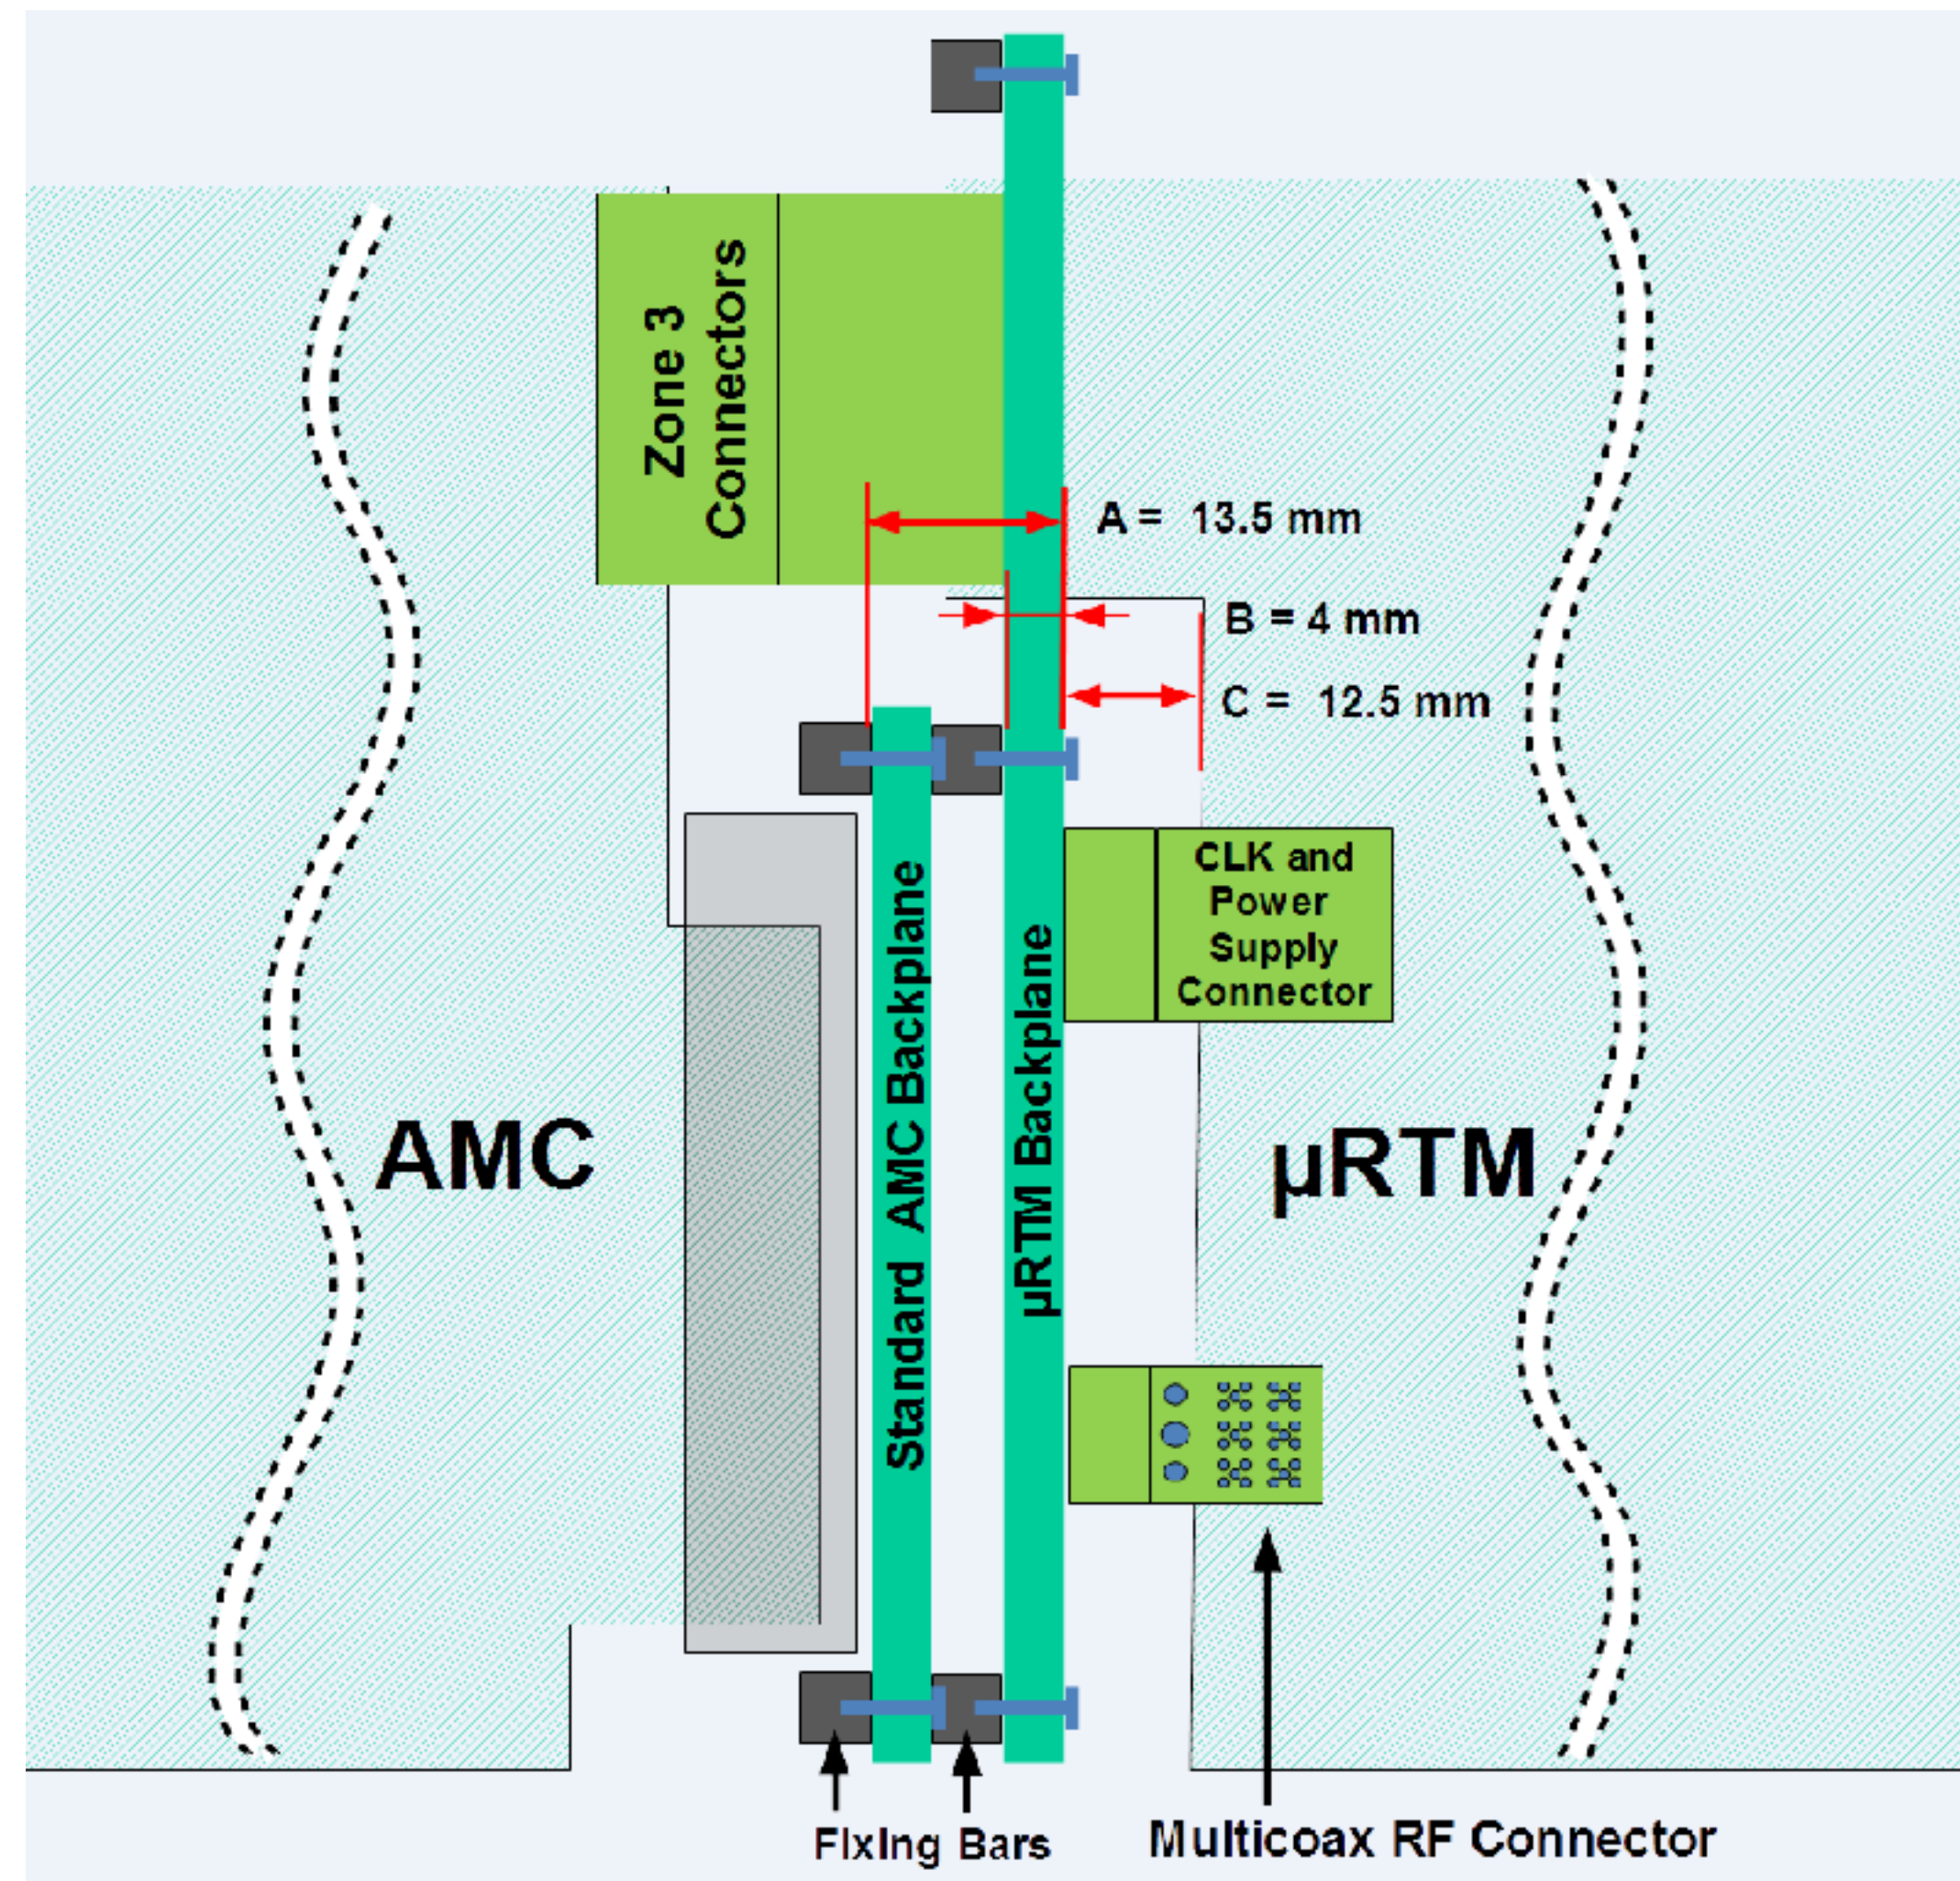 Zone 3
Connectors
A = 13.5 mm
B = 4 mm
C = 12.5 mm
CLK and
Power
Supply
Connector
Standard AMC Backplane
µRTM Backplane
AMC
µRTM
Fixing Bars
Multicoax RF Connector